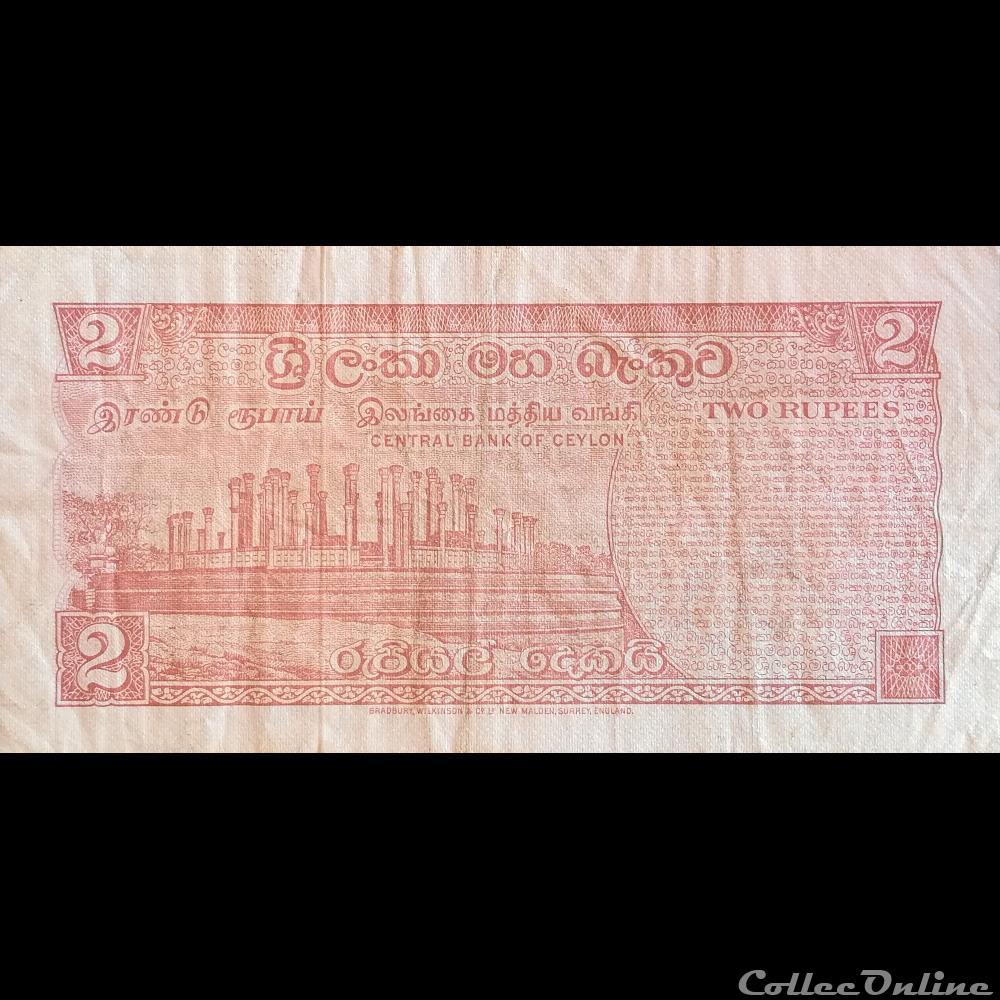 2 2
ශ්‍රී ලංකා මහ බැංකුව
இரண்டு ரூபாய் இலங்கை மத்திய வங்கி TWO RUPEES
CENTRAL BANK OF CEYLON
2
රුපියල් දෙකයි
BRADBURY, WILKINSON & Cº Lᵈ NEW MALDEN, SURREY, ENGLAND.
CollecOnline